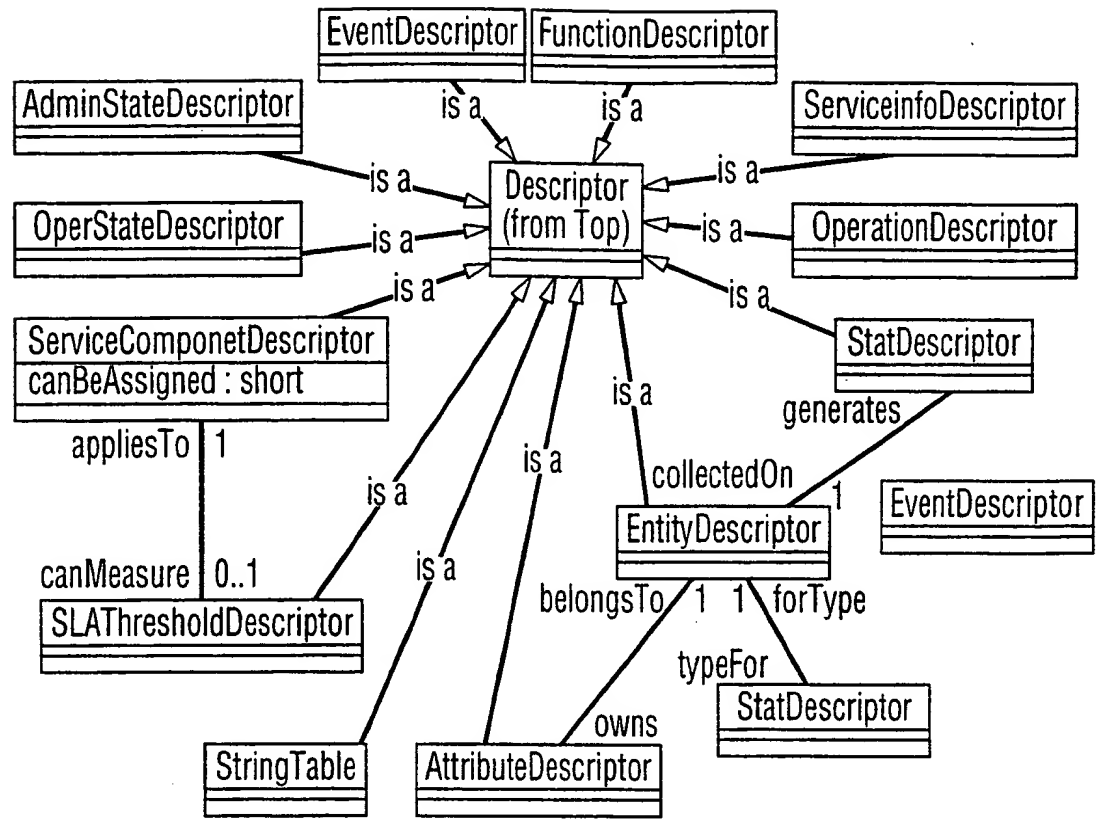 EventDescriptor
FunctionDescriptor
AdminStateDescriptor
is a
is a
ServiceinfoDescriptor
is a
Descriptor
(from Top)
is a
OperStateDescriptor
is a
is a
OperationDescriptor
is a
is a
ServiceComponetDescriptor
canBeAssigned : short
StatDescriptor
is a
generates
appliesTo 1
is a
is a
collectedOn
1
EventDescriptor
EntityDescriptor
canMeasure 0..1
is a
belongsTo 1 1 forType
SLAThresholdDescriptor
typeFor
StatDescriptor
owns
StringTable
AttributeDescriptor